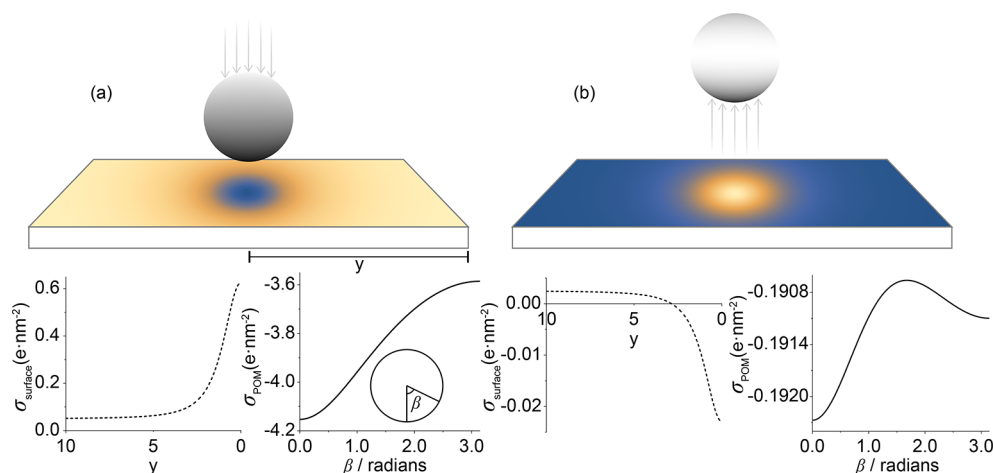 (a)
(b)
y
σsurface(e·nm-2)
0.6
0.4
0.2
0.0
10
5
0
y
σPOM(e·nm-2)
-3.6
-3.8
-4.0
-4.2
0.0
1.0
2.0
3.0
β
β / radians
σsurface(e·nm-2)
0.00
-0.01
-0.02
10
5
0
y
σPOM(e·nm-2)
-0.1908
-0.1914
-0.1920
0.0
1.0
2.0
3.0
β / radians